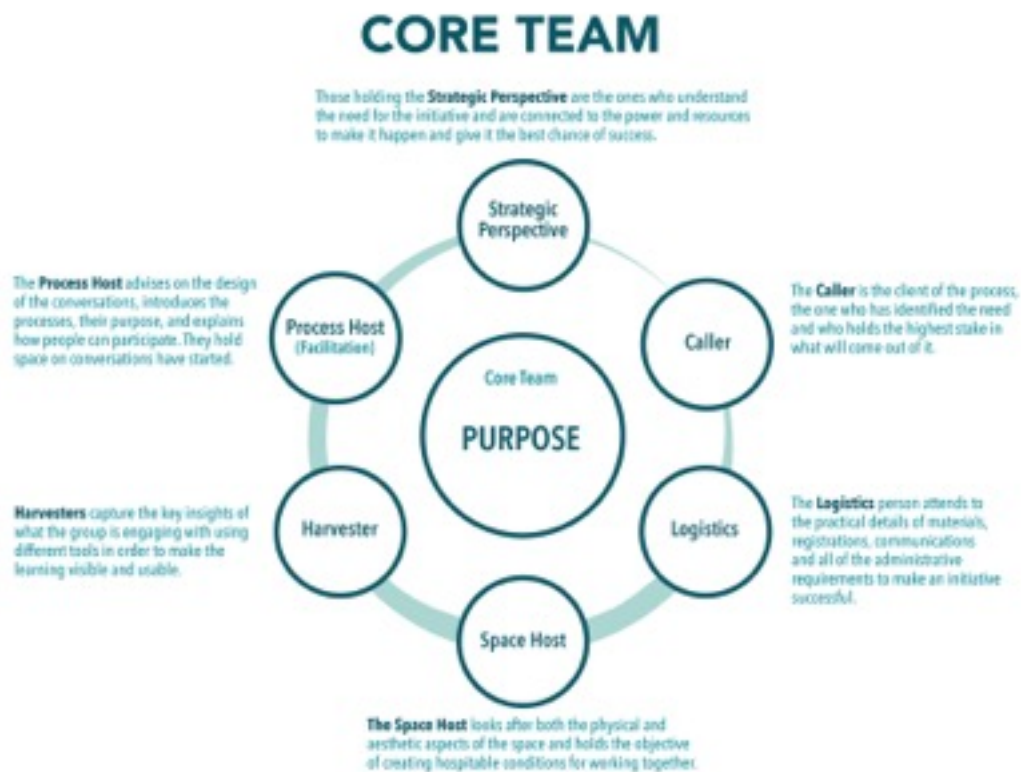 CORE TEAM
Those holding the Strategic Perspective are the ones who understand
the need for the initiative and are connected to the power and resources
to make it happen and give it the best chance of success.
Strategic
Perspective
The Process Host advises on the design
of the conversations, introduces the
processes, their purpose, and explains
how people can participate. They hold
space on conversations have started.
Process Host
(Facilitation)
Caller
The Caller is the client of the process,
the one who has identified the need
and who holds the highest stake in
what will come out of it.
Core Team
PURPOSE
Harvesters capture the key insights of
what the group is engaging with using
different tools in order to make the
learning visible and usable.
Harvester
Logistics
The Logistics person attends to
the practical details of materials,
registrations, communications
and all of the administrative
requirements to make an initiative
successful.
Space Host
The Space Host looks after both the physical and
aesthetic aspects of the space and holds the objective
of creating hospitable conditions for working together.